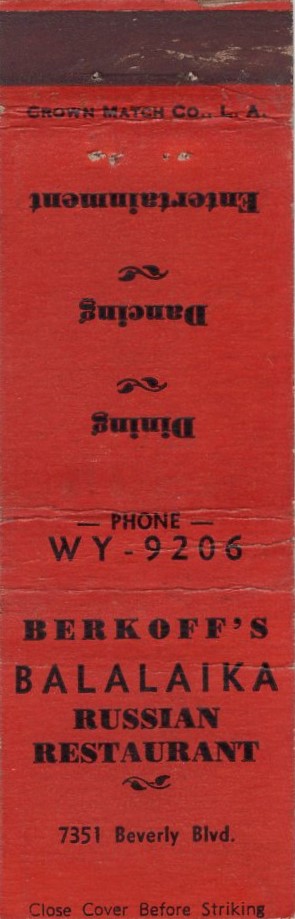 CROWN MATCH CO., L. A.
Dining
Dancing
Entertainment
— PHONE —
WY-9206
BERKOFF'S
BALALAIKA
RUSSIAN
RESTAURANT
7351 Beverly Blvd.
Close Cover Before Striking